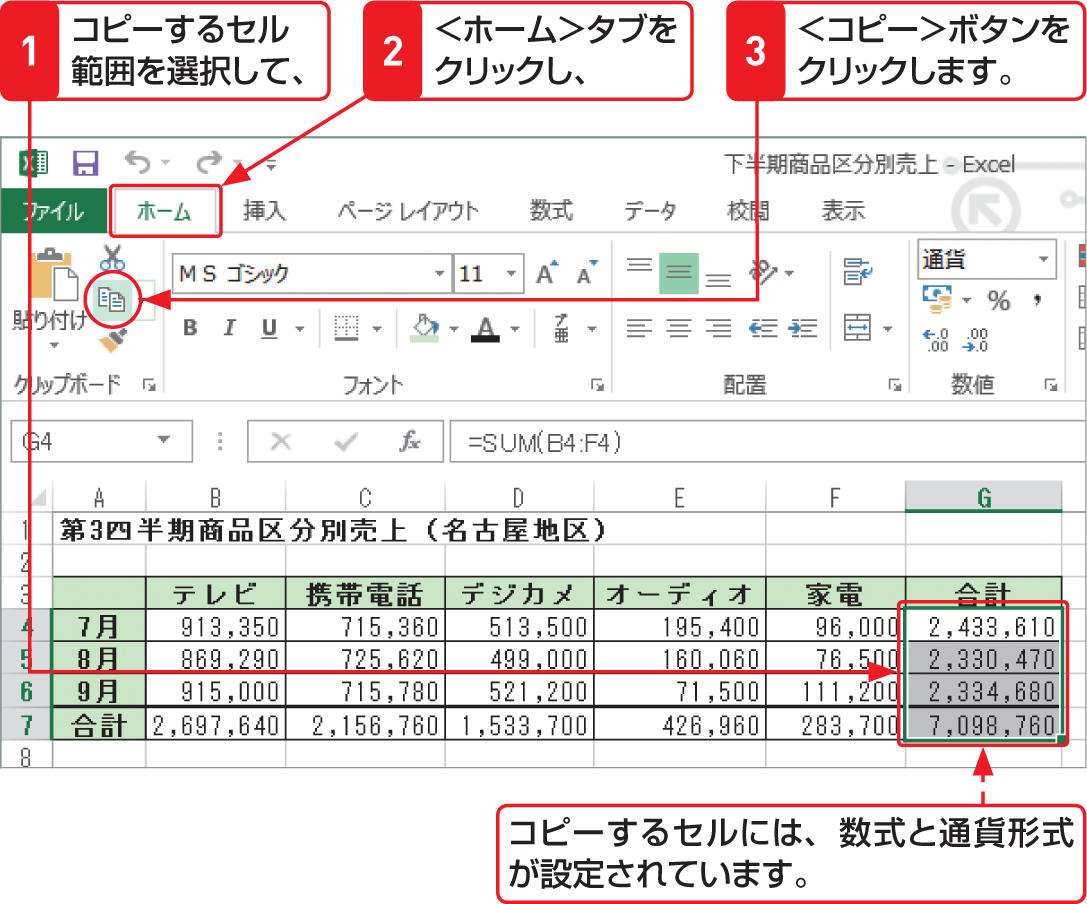 1 コピーするセル
範囲を選択して、
2 <ホーム>タブを
クリックし、
3 <コピー>ボタンを
クリックします。
下半期商品区分別売上 - Excel
ファイル ホーム 挿入 ページ レイアウト 数式 データ 校閲 表示
ＭＳ ゴシック 11 A A 通貨
貼り付け B I U A 亜 % ,
←.0 .00 .00 →.0
クリップボード フォント 配置 数値
G4 fx =SUM(B4:F4)
A B C D E F G
1 第3四半期商品区分別売上（名古屋地区）
2
3 テレビ 携帯電話 デジカメ オーディオ 家電 合計
4 7月 913,350 715,360 513,500 195,400 96,000 2,433,610
5 8月 869,290 725,620 499,000 160,060 76,500 2,330,470
6 9月 915,000 715,780 521,200 71,500 111,200 2,334,680
7 合計 2,697,640 2,156,760 1,533,700 426,960 283,700 7,098,760
8
コピーするセルには、数式と通貨形式
が設定されています。